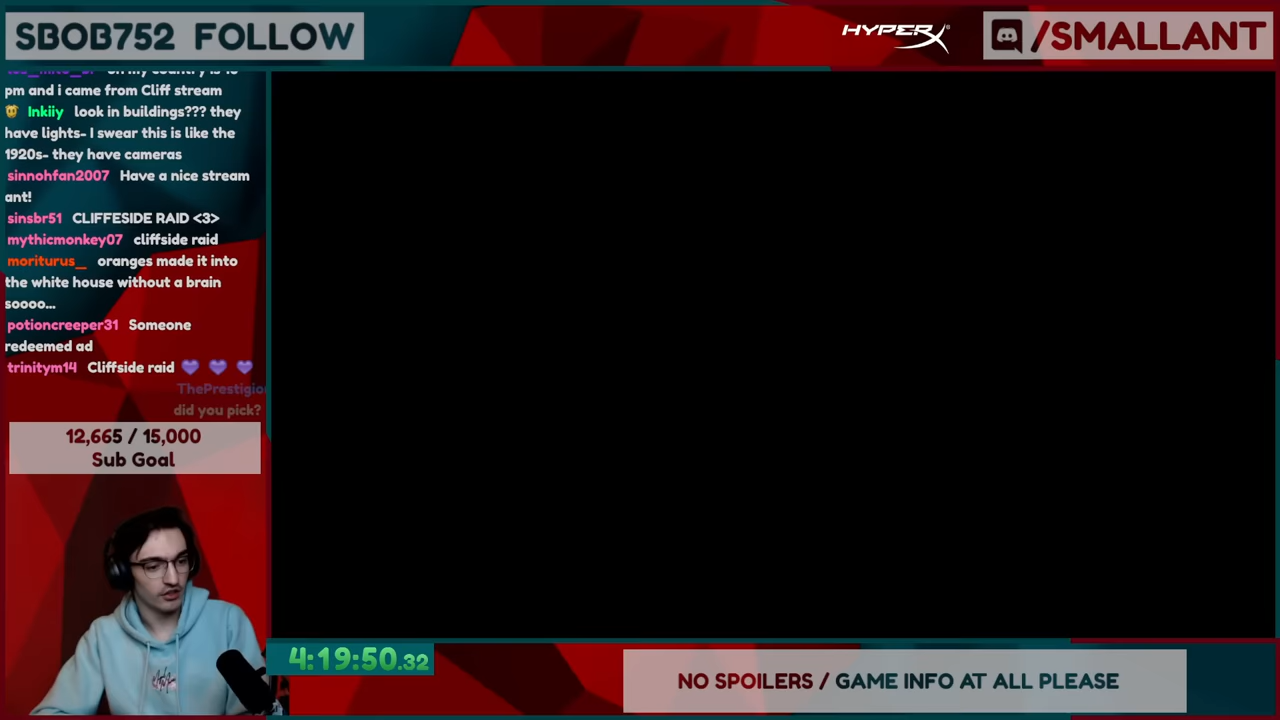 SBOB752 FOLLOW
HYPERX
/SMALLANT
pm and i came from Cliff stream
Inkiiy look in buildings??? they
have lights- I swear this is like the
1920s- they have cameras
sinnohfan2007 Have a nice stream
ant!
sinsbr51 CLIFFESIDE RAID <3>
mythicmonkey07 cliffside raid
moriturus_ oranges made it into
the white house without a brain
soooo...
potioncreeper31 Someone
redeemed ad
trinitym14 Cliffside raid
did you pick?
12,665 / 15,000
Sub Goal
4:19:50.32
NO SPOILERS / GAME INFO AT ALL PLEASE